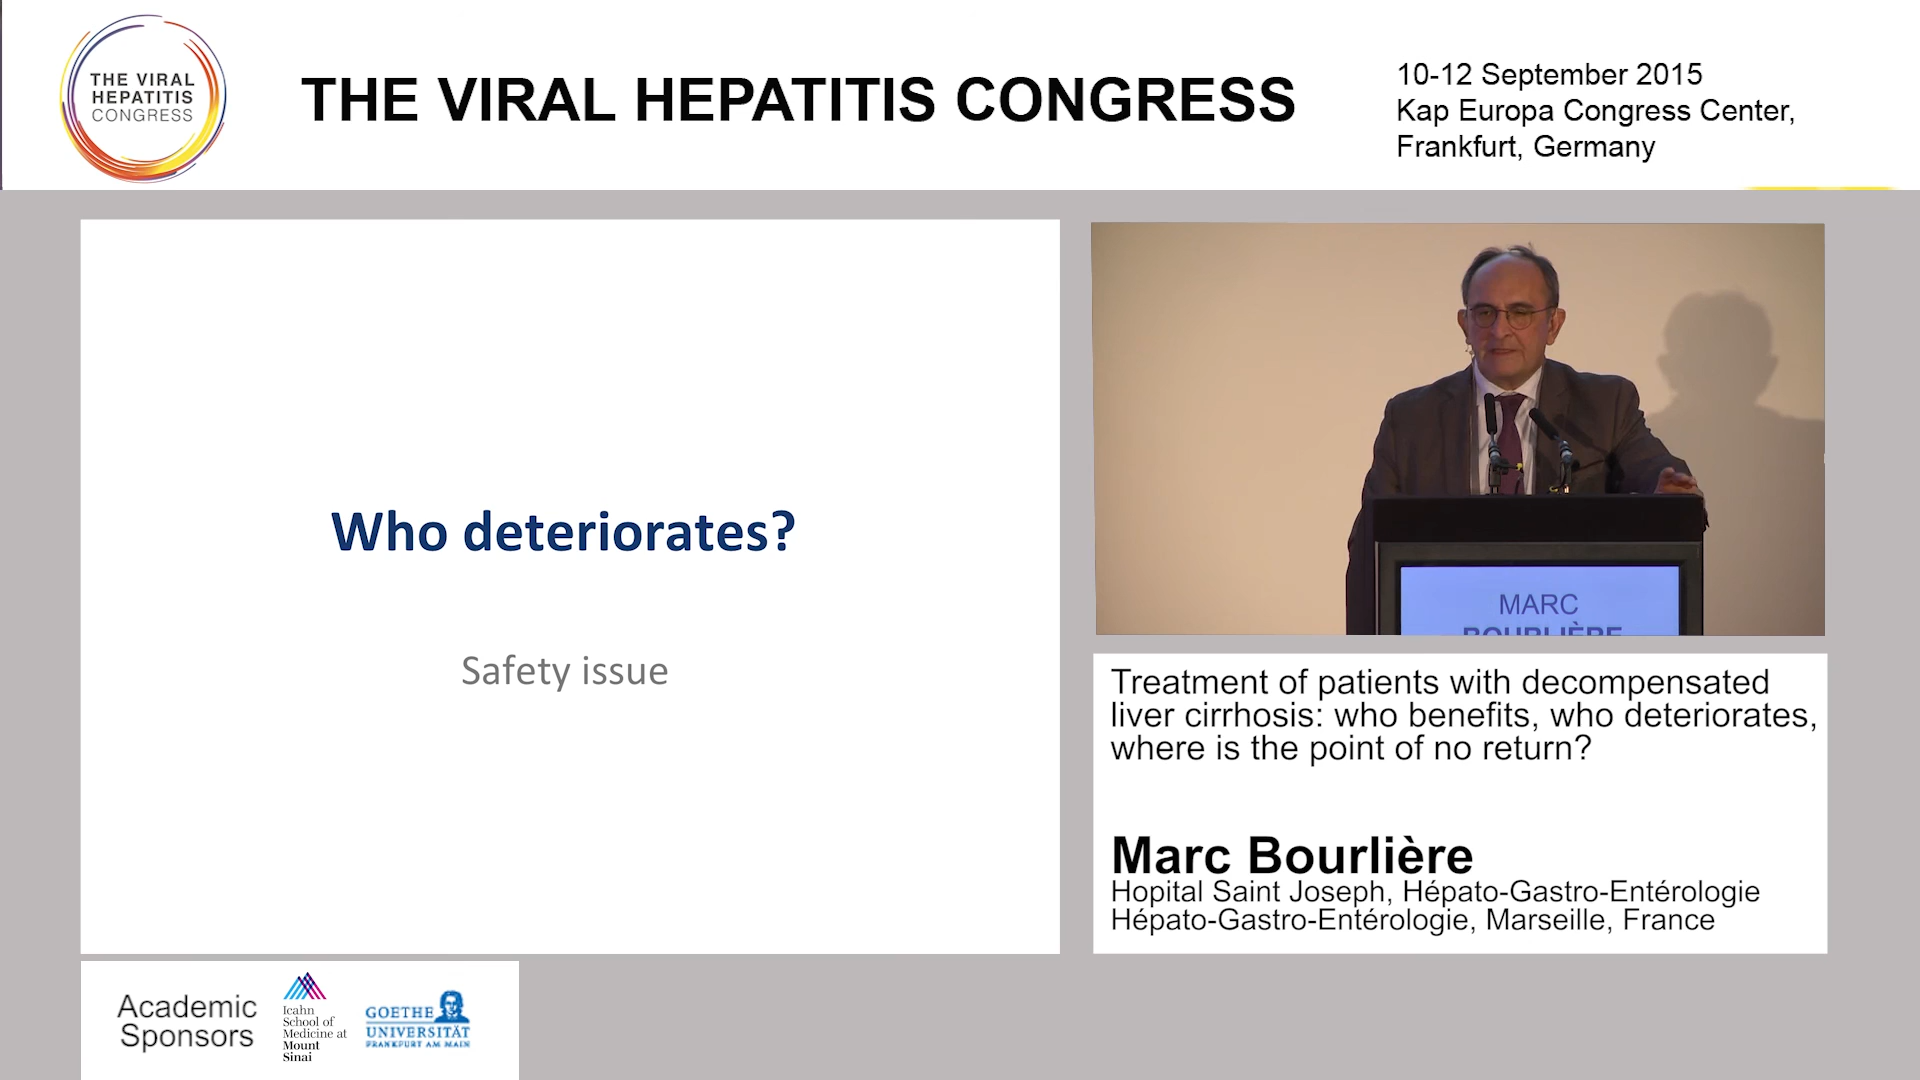 THE VIRAL
HEPATITIS
CONGRESS
THE VIRAL HEPATITIS CONGRESS
10-12 September 2015
Kap Europa Congress Center,
Frankfurt, Germany
Who deteriorates?
Safety issue
MARC
BOURLIÈRE
Treatment of patients with decompensated
liver cirrhosis: who benefits, who deteriorates,
where is the point of no return?
Marc Bourlière
Hopital Saint Joseph, Hépato-Gastro-Entérologie
Hépato-Gastro-Entérologie, Marseille, France
Academic
Sponsors
Icahn
School of
Medicine at
Mount
Sinai
GOETHE
UNIVERSITÄT
FRANKFURT AM MAIN